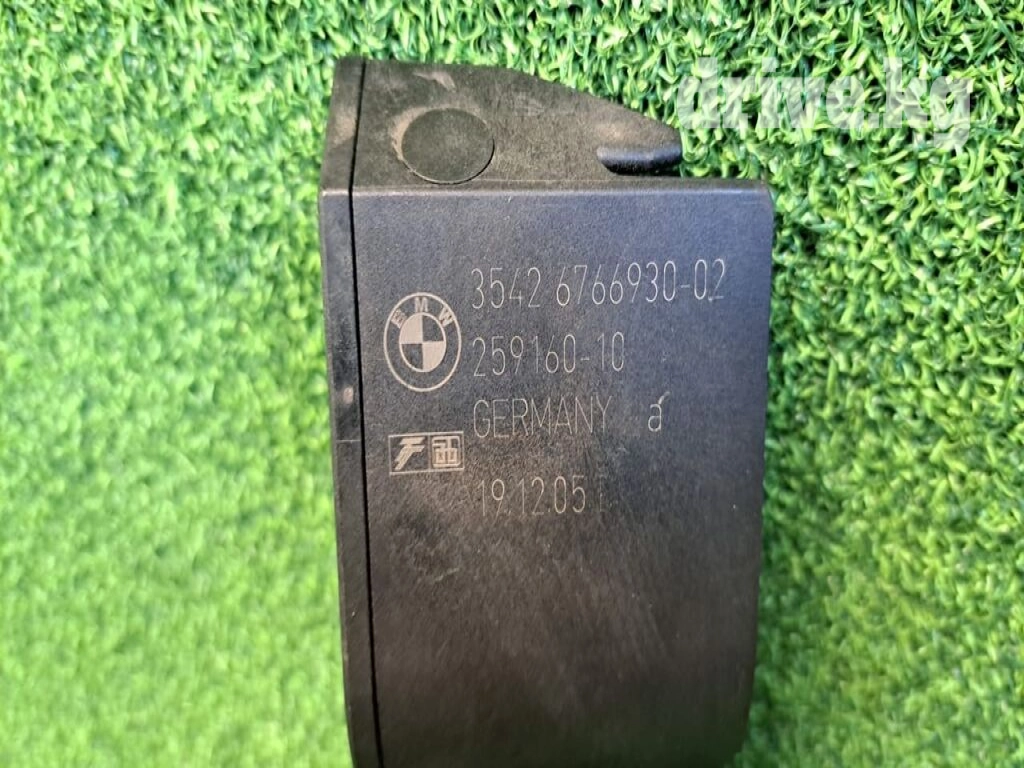 drive.kg
3542 6766930-02
BMW
259160-10
GERMANY a
19.12.05